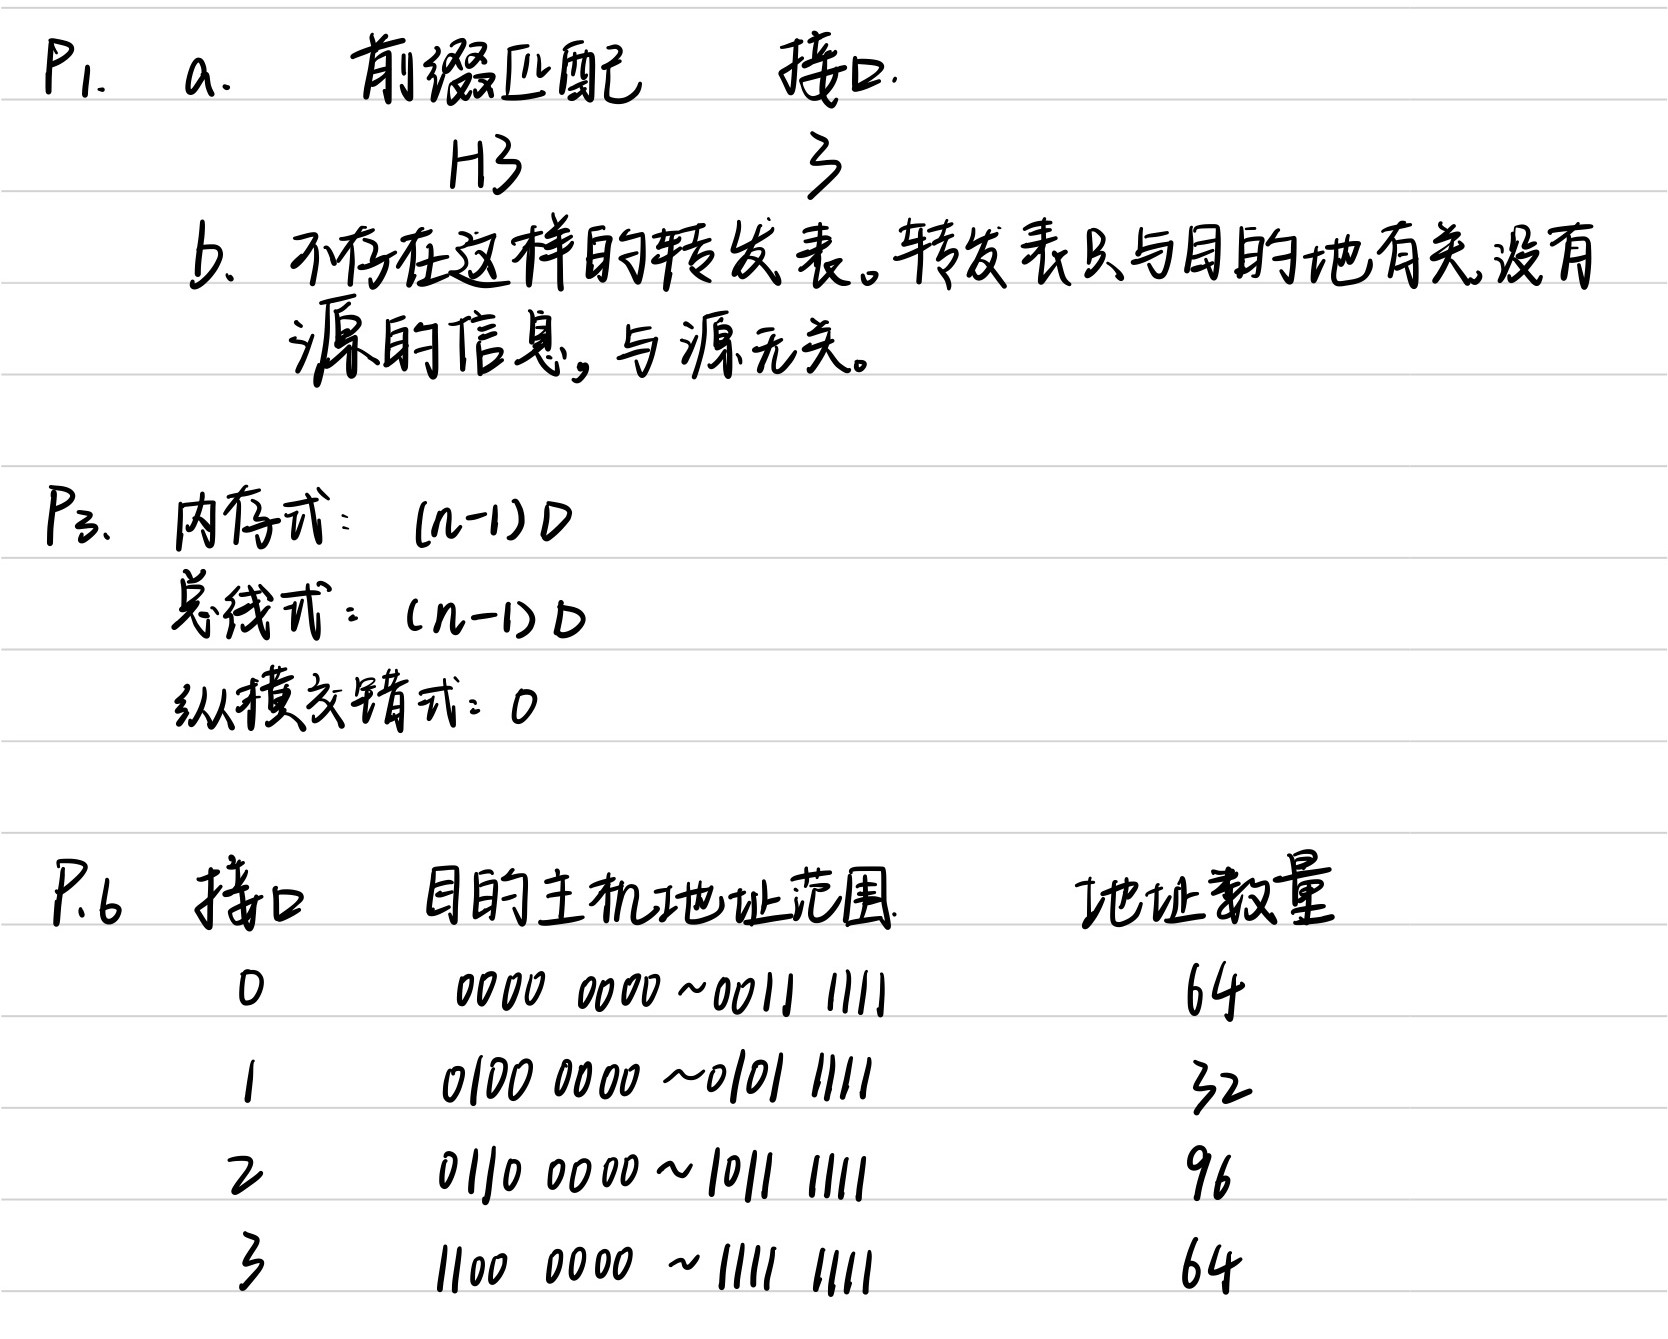 P1. a. 前缀匹配 接口.
H3 3
b. 不存在这样的转发表。转发表只与目的地有关,没有
源的信息,与源无关。
P3. 内存式: (n-1)D
总线式: (n-1)D
纵横交错式: 0
P.6 接口 目的主机地址范围. 地址数量
0 0000 0000 ~ 0011 1111 64
1 0100 0000 ~ 0101 1111 32
2 0110 0000 ~ 1011 1111 96
3 1100 0000 ~ 1111 1111 64